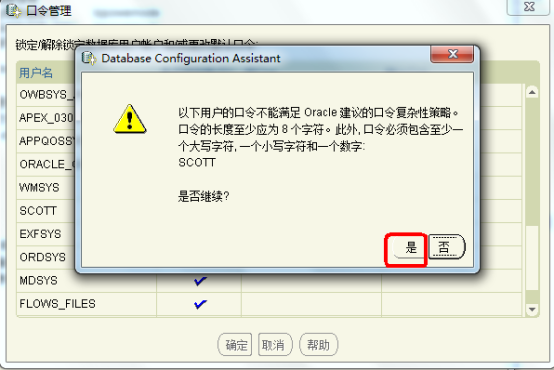 口令管理
锁定/解除锁定数据库用户帐户和/或更改默认口令:
Database Configuration Assistant
用户名
OWBSYS_
APEX_030
APPQOSS
ORACLE_
WMSYS
SCOTT
EXFSYS
ORDSYS
MDSYS
FLOWS_FILES
以下用户的口令不能满足 Oracle 建议的口令复杂性策略。
口令的长度至少应为 8 个字符。此外, 口令必须包含至少一
个大写字符, 一个小写字符和一个数字:
SCOTT
是否继续?
是 否
确定 取消 帮助